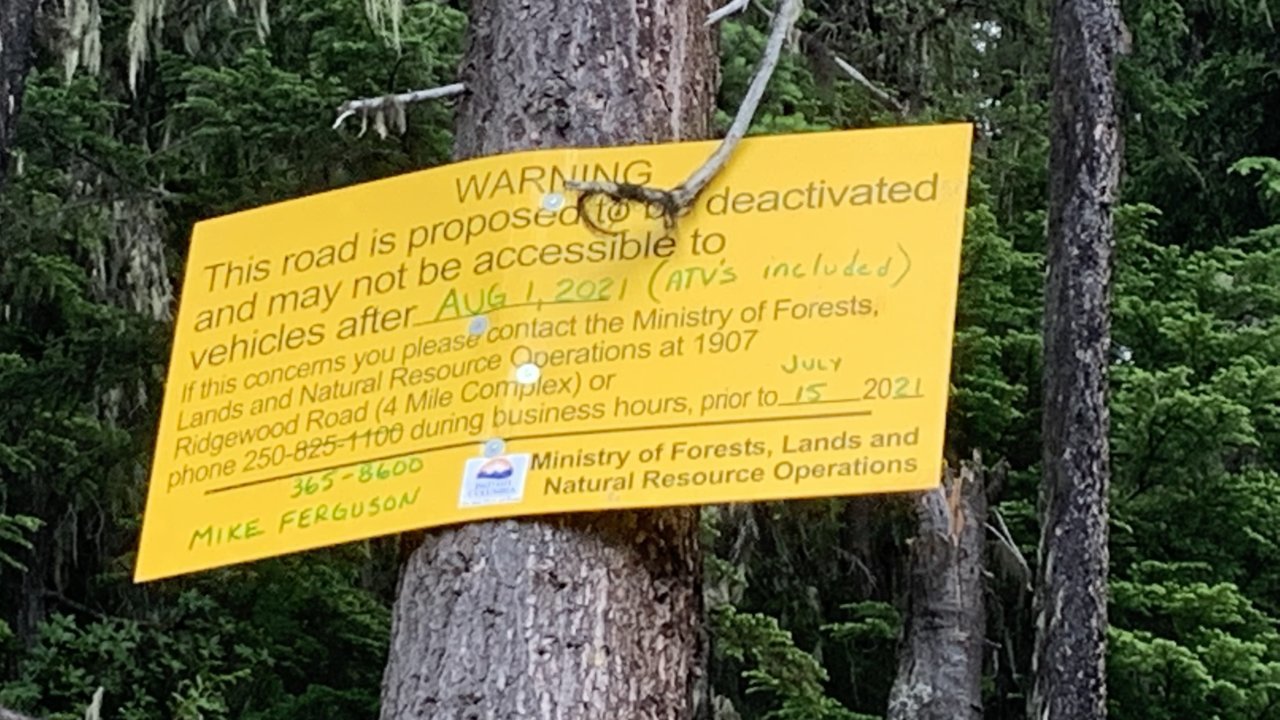 WARNING
This road is proposed to be deactivated
and may not be accessible to
vehicles after AUG 1, 2021 (ATV's included)
If this concerns you please contact the Ministry of Forests,
Lands and Natural Resource Operations at 1907
Ridgewood Road (4 Mile Complex) or
JULY
phone 250-825-1100 during business hours, prior to 15 2021
365-8600
MIKE FERGUSON
BRITISH
COLUMBIA
Ministry of Forests, Lands and
Natural Resource Operations